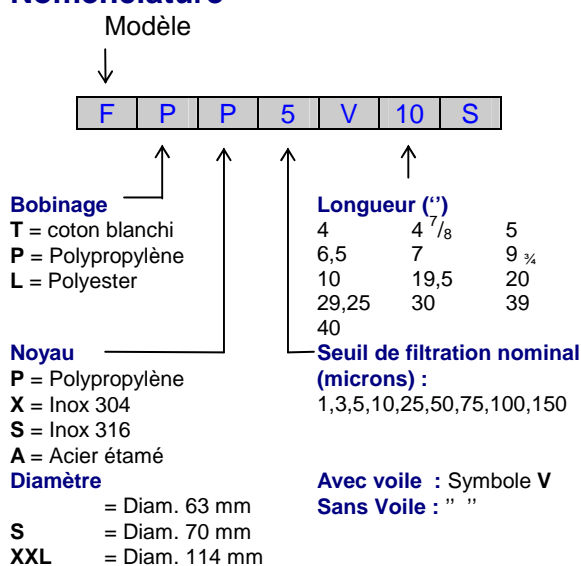 Nomenclature
Modèle
F P P 5 V 10 S
Bobinage
T = coton blanchi
P = Polypropylène
L = Polyester
Longueur (‘’)
4 4 7/8 5
6,5 7 9 ¾
10 19,5 20
29,25 30 39
40
Noyau
P = Polypropylène
X = Inox 304
S = Inox 316
A = Acier étamé
Seuil de filtration nominal
(microns) :
1,3,5,10,25,50,75,100,150
Diamètre
= Diam. 63 mm
S = Diam. 70 mm
XXL = Diam. 114 mm
Avec voile : Symbole V
Sans Voile : ’’ ’’